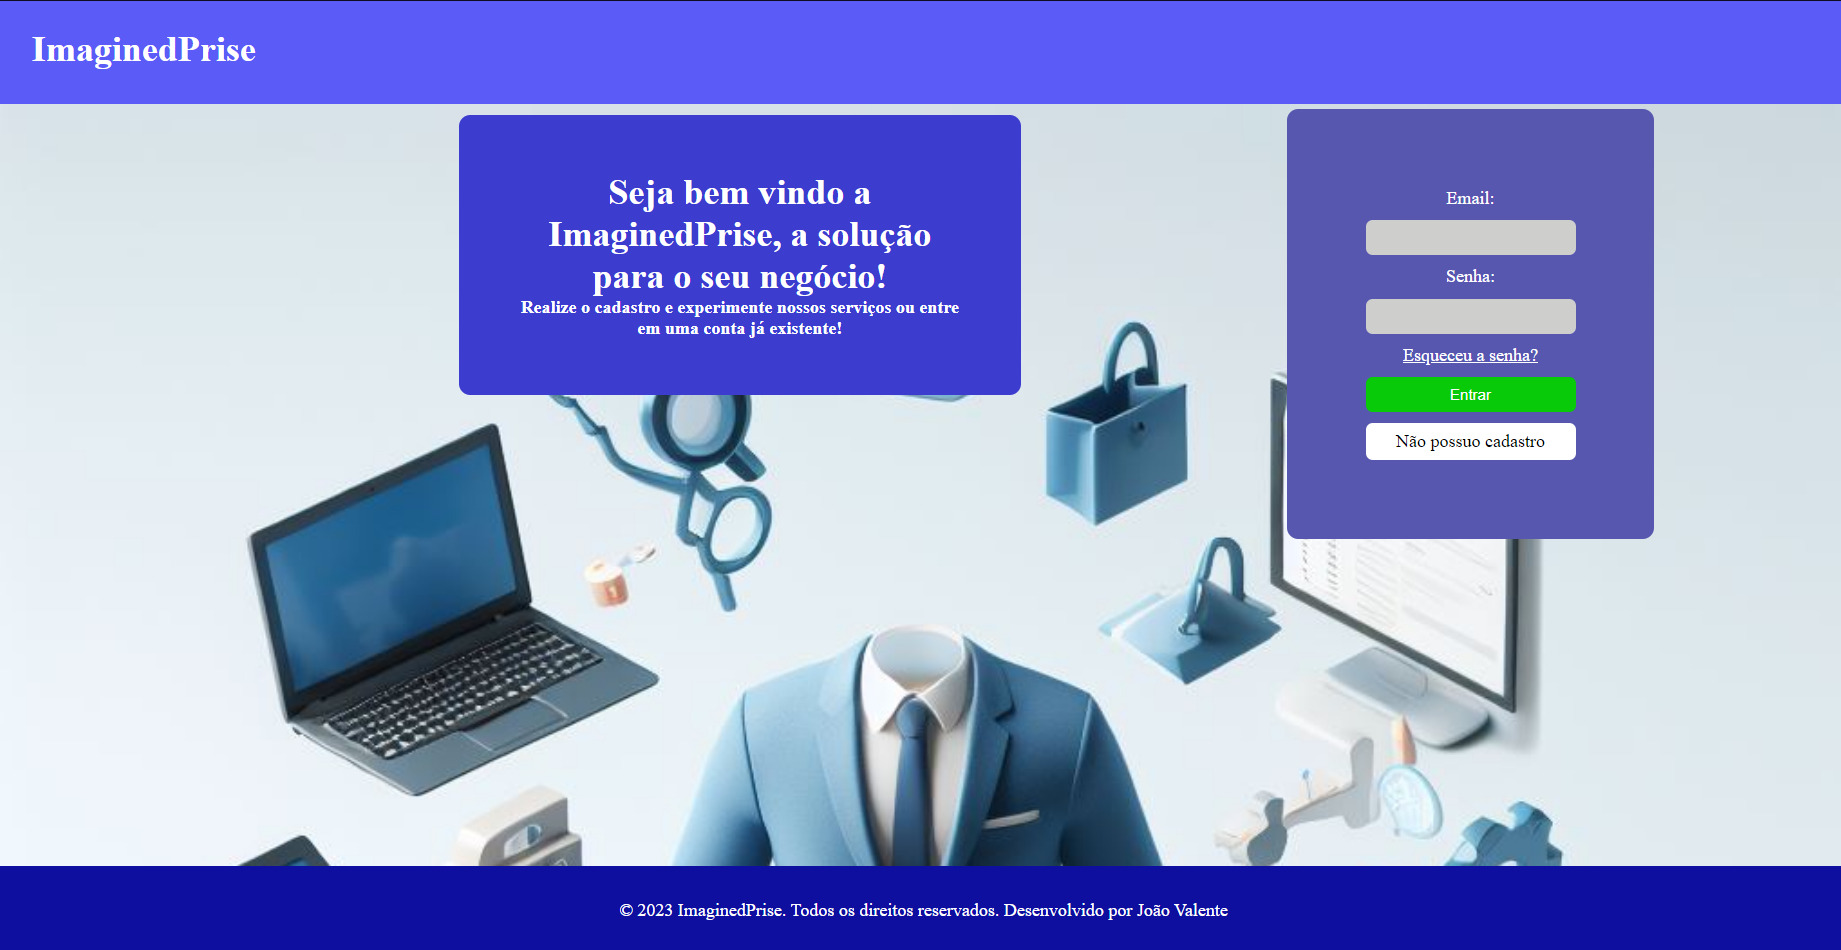 ImaginedPrise
Seja bem vindo a
ImaginedPrise, a solução
para o seu negócio!
Realize o cadastro e experimente nossos serviços ou entre
em uma conta já existente!
Email:
Senha:
Esqueceu a senha?
Entrar
Não possuo cadastro
© 2023 ImaginedPrise. Todos os direitos reservados. Desenvolvido por João Valente